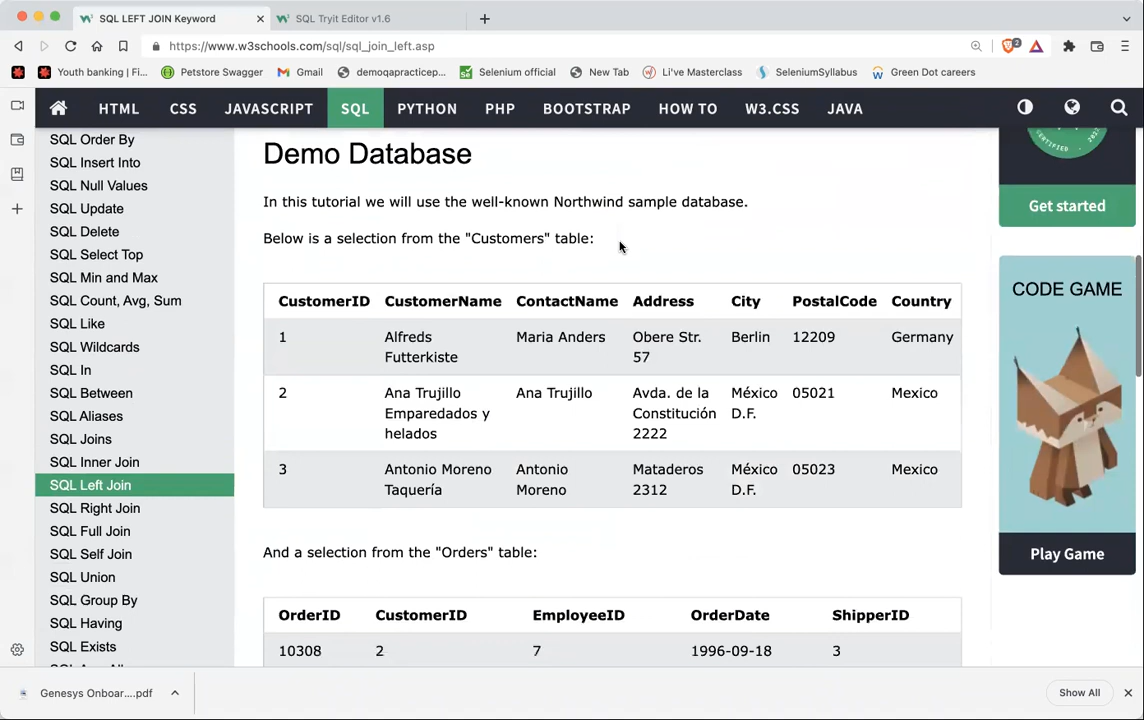 SQL LEFT JOIN Keyword
SQL Tryit Editor v1.6
https://www.w3schools.com/sql/sql_join_left.asp
2
Youth banking | Fi...
Petstore Swagger
Gmail
demoqapracticep...
Selenium official
New Tab
Li've Masterclass
SeleniumSyllabus
Green Dot careers
HTML CSS JAVASCRIPT SQL PYTHON PHP BOOTSTRAP HOW TO W3.CSS JAVA
SQL Order By
SQL Insert Into
SQL Null Values
SQL Update
SQL Delete
SQL Select Top
SQL Min and Max
SQL Count, Avg, Sum
SQL Like
SQL Wildcards
SQL In
SQL Between
SQL Aliases
SQL Joins
SQL Inner Join
SQL Left Join
SQL Right Join
SQL Full Join
SQL Self Join
SQL Union
SQL Group By
SQL Having
SQL Exists
Demo Database
In this tutorial we will use the well-known Northwind sample database.
Below is a selection from the "Customers" table:
CustomerID CustomerName ContactName Address City PostalCode Country
1 Alfreds Maria Anders Obere Str. Berlin 12209 Germany
Futterkiste 57
2 Ana Trujillo Ana Trujillo Avda. de la México 05021 Mexico
Emparedados y Constitución D.F.
helados 2222
3 Antonio Moreno Antonio Mataderos México 05023 Mexico
Taquería Moreno 2312 D.F.
And a selection from the "Orders" table:
OrderID CustomerID EmployeeID OrderDate ShipperID
10308 2 7 1996-09-18 3
CERTIFIED
Get started
CODE GAME
Play Game
Genesys Onboar....pdf
Show All